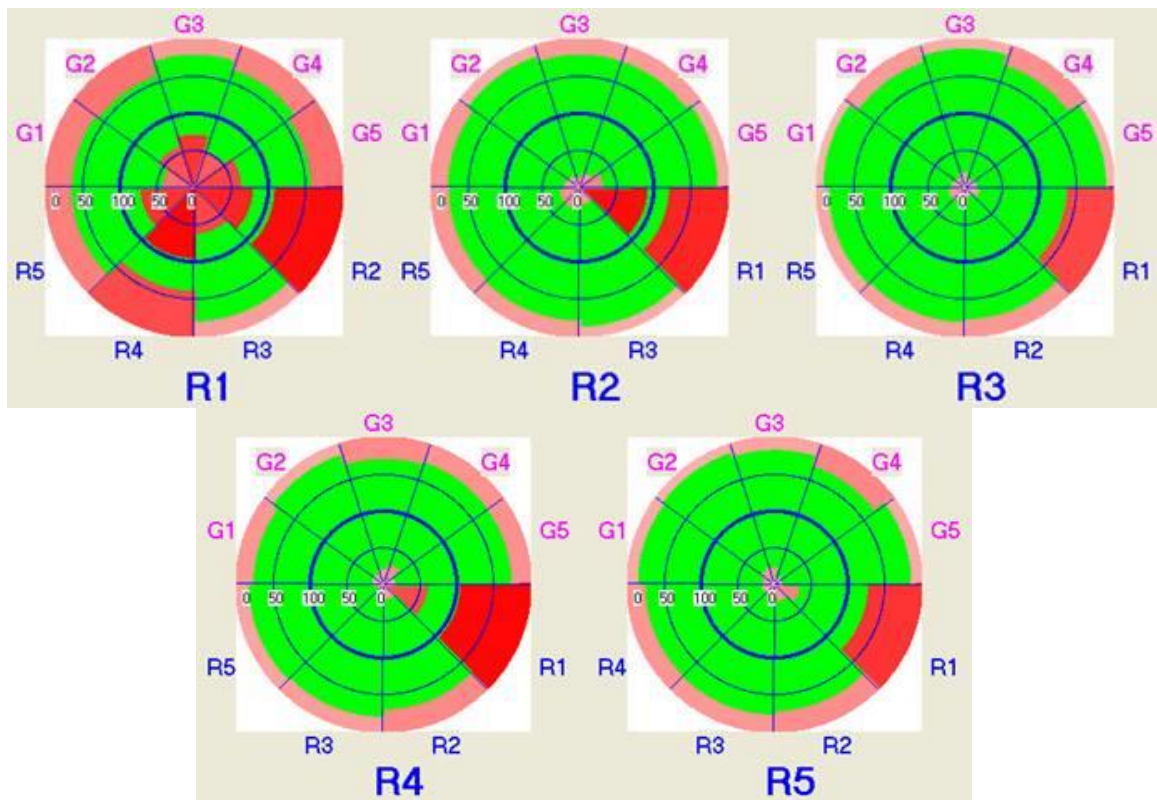 G3 G3 G3
G2 G4 G2 G4 G2 G4
G1 G5 G1 G5 G1 G5
0 50 100 50 0 0 50 100 50 0 0 50 100 50 0
R5 R2 R5 R1 R5 R1
R4 R3 R4 R3 R4 R2
R1 R2 R3
G3 G3
G2 G4 G2 G4
G1 G5 G1 G5
0 50 100 50 0 0 50 100 50 0
R5 R1 R4 R1
R3 R2 R3 R2
R4 R5